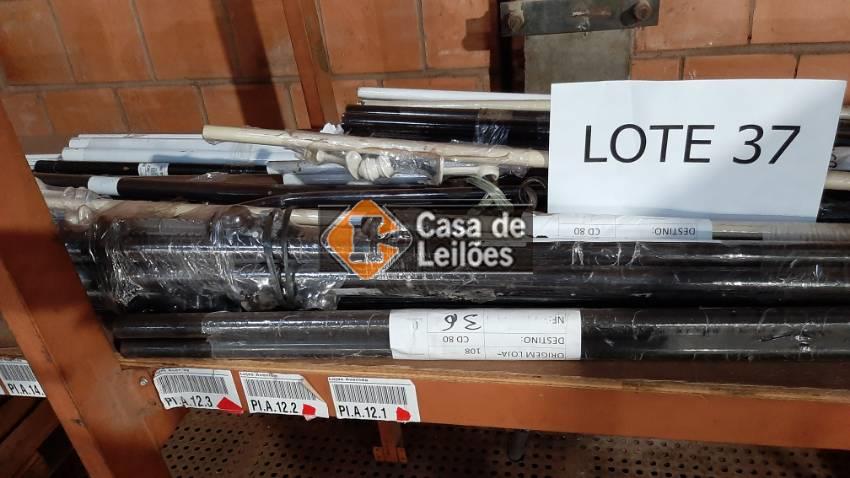 LOTE 37
Casa de
Leilões
DESTINO:
CD 80
ORIGEM LOJA-
108
DESTINO:
CD 80
NF:
36
PI.A.14.
PI.A.12.3
PI.A.12.2
PI.A.12.1